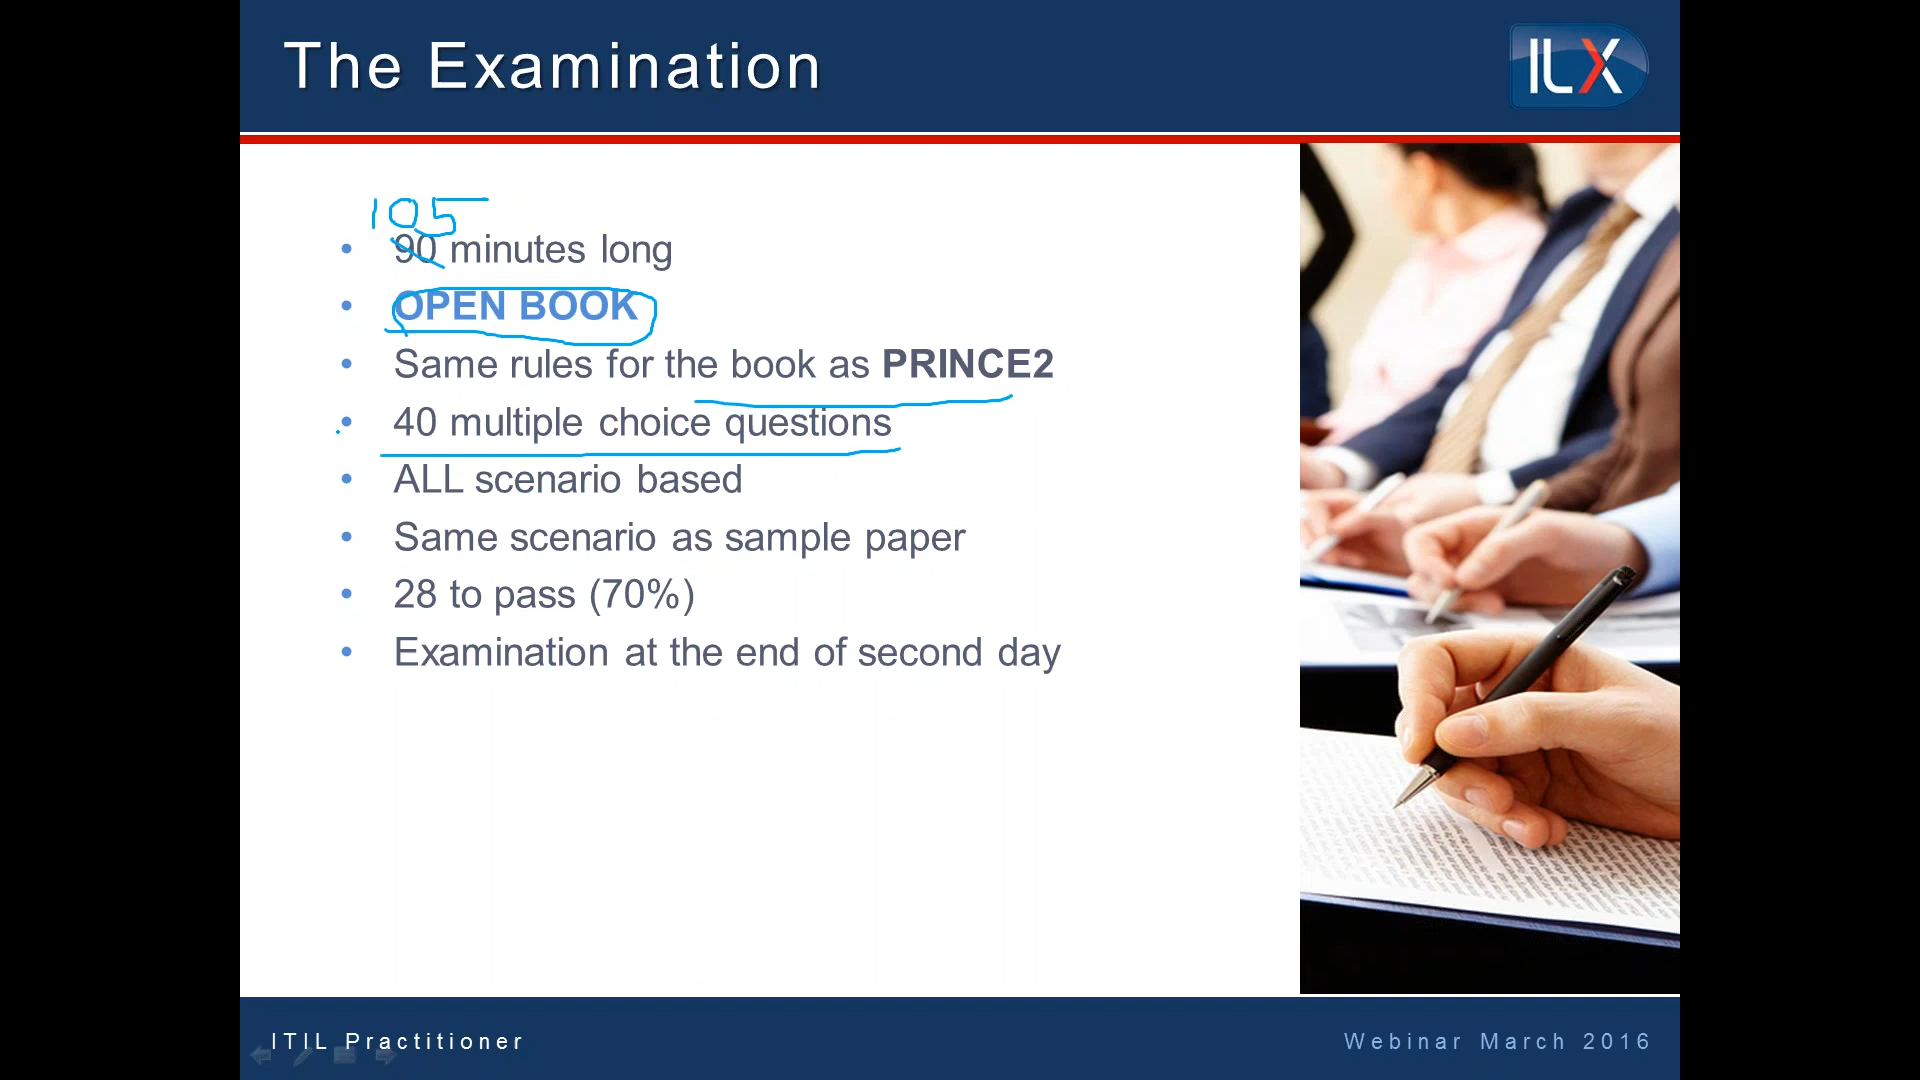 The Examination
ILX
105
• 90 minutes long
• OPEN BOOK
• Same rules for the book as PRINCE2
• 40 multiple choice questions
• ALL scenario based
• Same scenario as sample paper
• 28 to pass (70%)
• Examination at the end of second day
ITIL Practitioner
Webinar March 2016